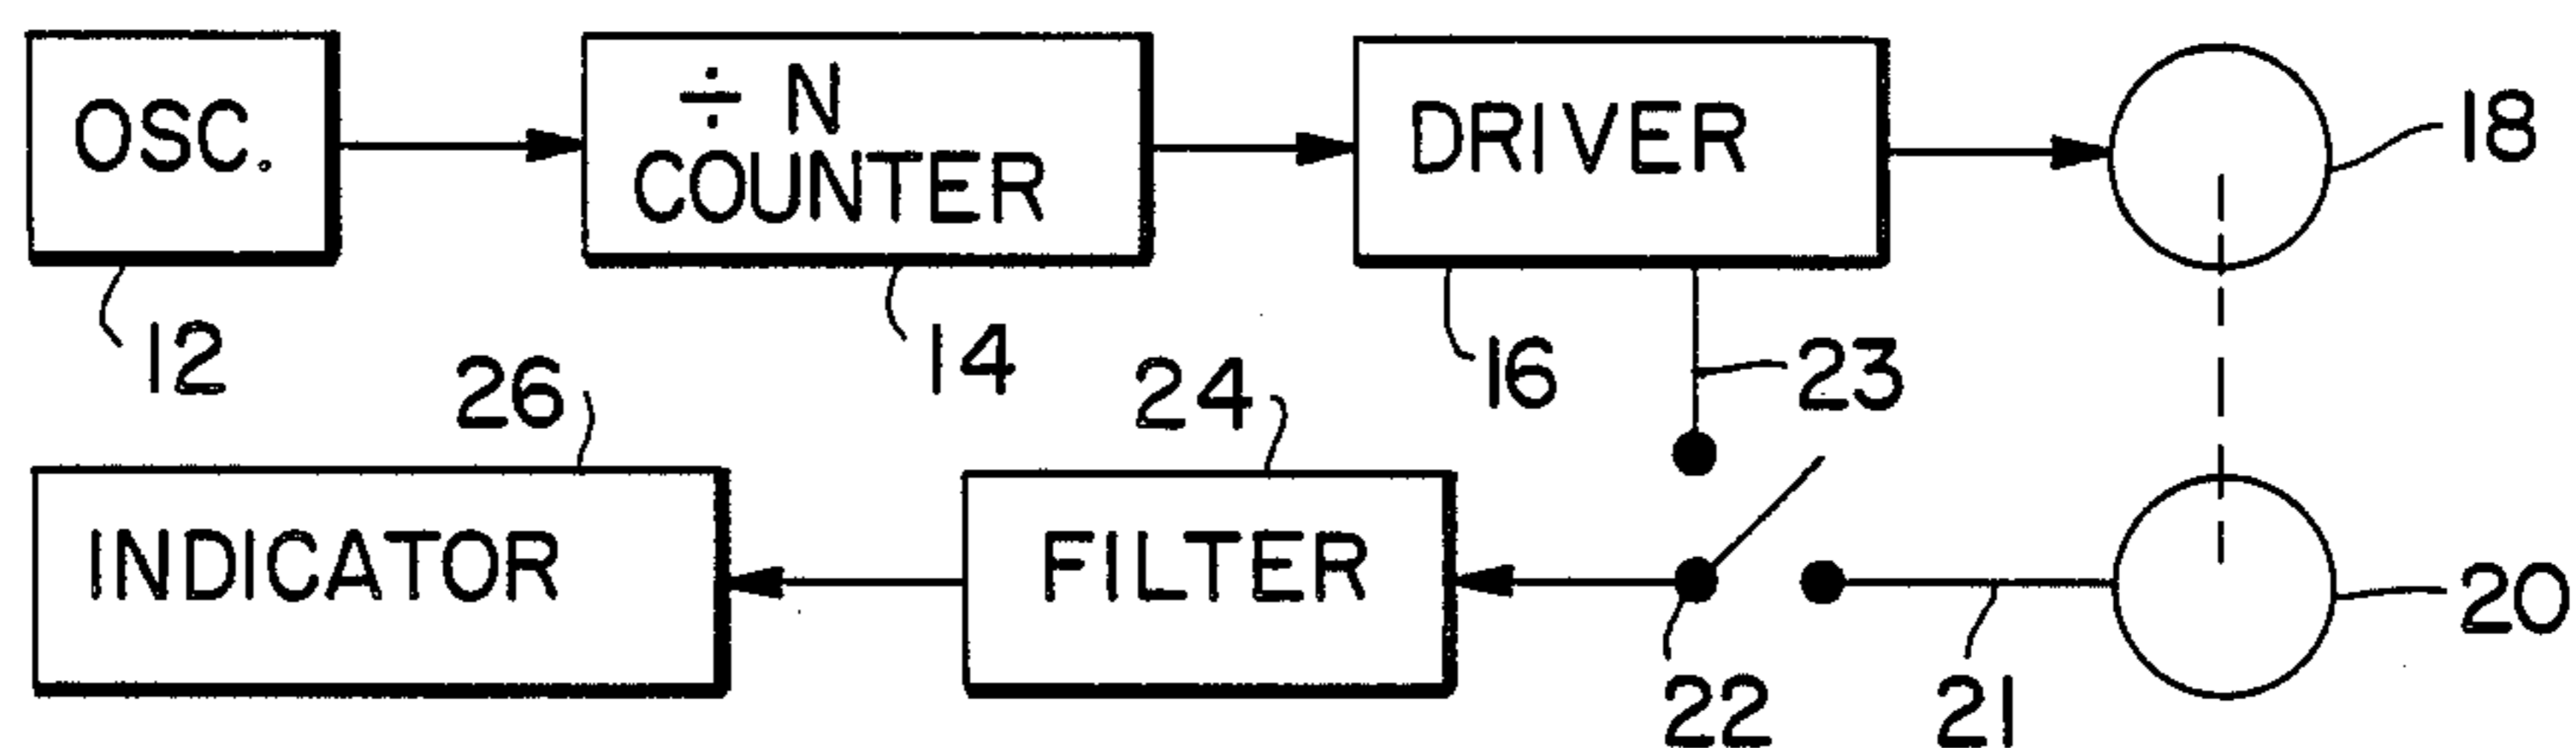 OSC.
÷ N
COUNTER
DRIVER
18
12
14
16
23
26
24
INDICATOR
FILTER
20
22
21